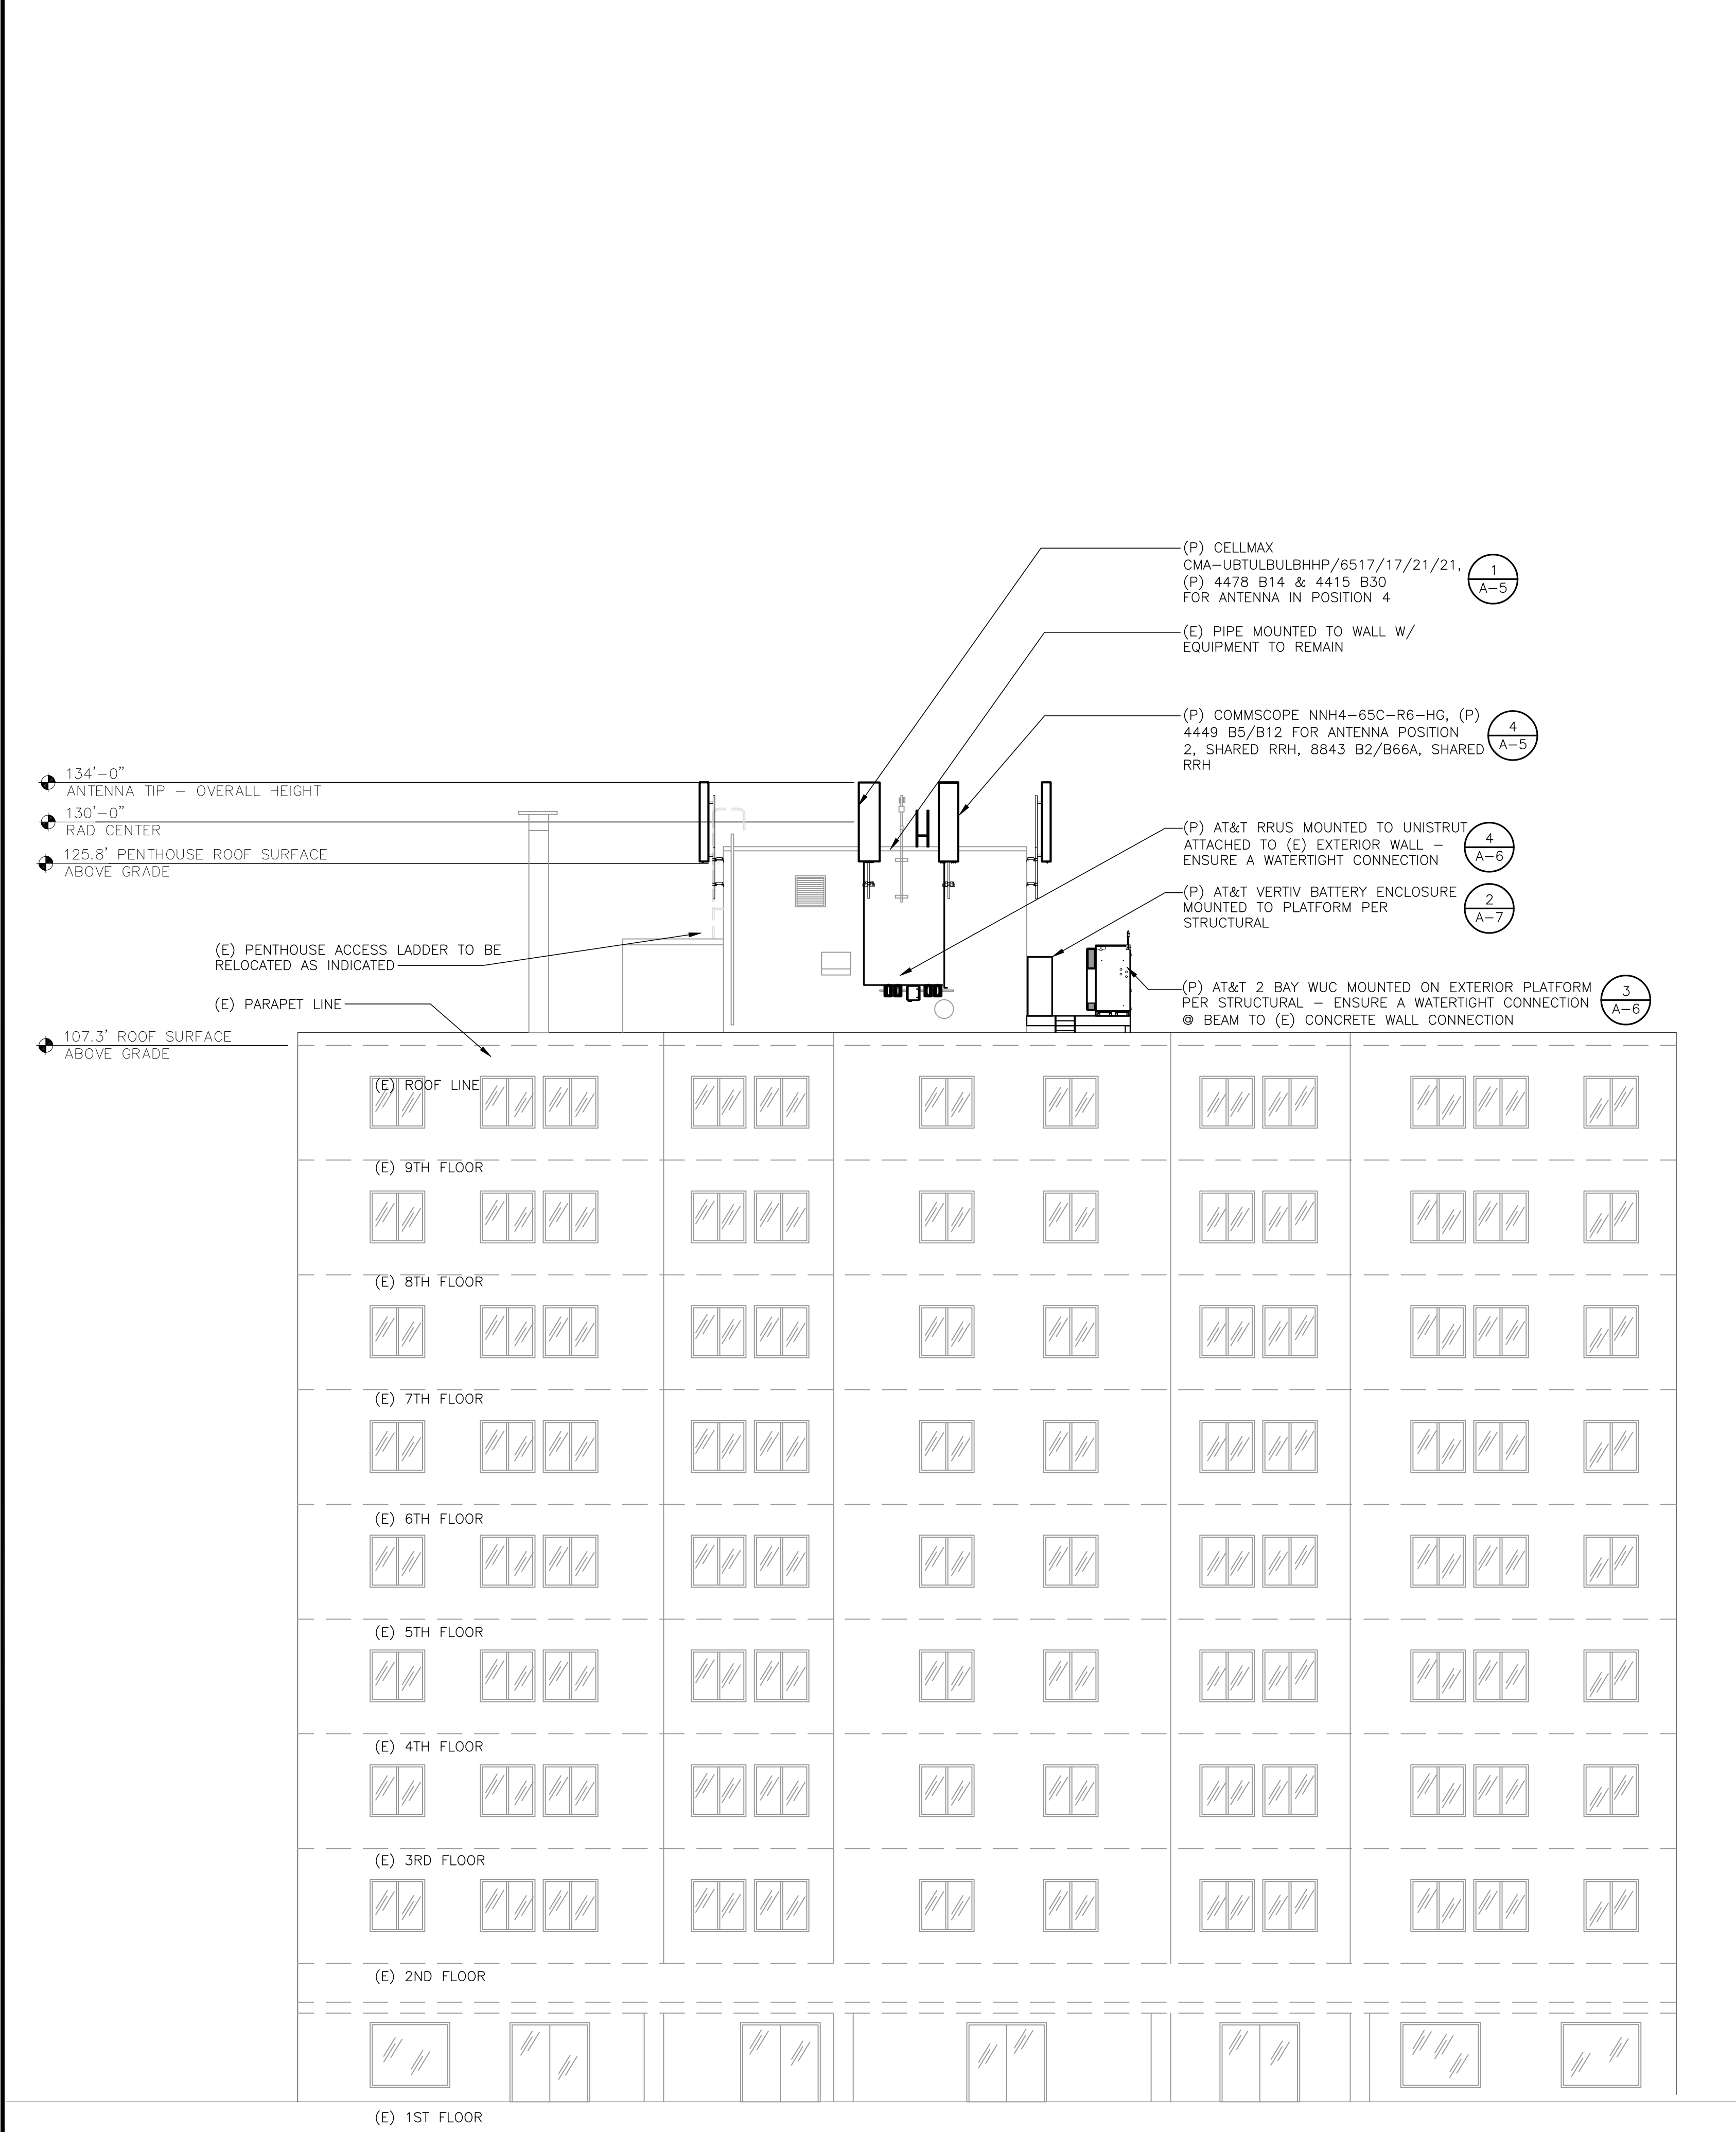 (P) CELLMAX
CMA-UBTULBULBHHP/6517/17/21/21,
(P) 4478 B14 & 4415 B30
FOR ANTENNA IN POSITION 4
1
A-5
(E) PIPE MOUNTED TO WALL W/
EQUIPMENT TO REMAIN
(P) COMMSCOPE NNH4-65C-R6-HG, (P)
4449 B5/B12 FOR ANTENNA POSITION
2, SHARED RRH, 8843 B2/B66A, SHARED
RRH
4
A-5
134'-0"
ANTENNA TIP - OVERALL HEIGHT
130'-0"
RAD CENTER
125.8' PENTHOUSE ROOF SURFACE
ABOVE GRADE
(P) AT&T RRUS MOUNTED TO UNISTRUT
ATTACHED TO (E) EXTERIOR WALL -
ENSURE A WATERTIGHT CONNECTION
4
A-6
(P) AT&T VERTIV BATTERY ENCLOSURE
MOUNTED TO PLATFORM PER
STRUCTURAL
2
A-7
(E) PENTHOUSE ACCESS LADDER TO BE
RELOCATED AS INDICATED
(P) AT&T 2 BAY WUC MOUNTED ON EXTERIOR PLATFORM
PER STRUCTURAL - ENSURE A WATERTIGHT CONNECTION
@ BEAM TO (E) CONCRETE WALL CONNECTION
3
A-6
(E) PARAPET LINE
107.3' ROOF SURFACE
ABOVE GRADE
(E) ROOF LINE
(E) 9TH FLOOR
(E) 8TH FLOOR
(E) 7TH FLOOR
(E) 6TH FLOOR
(E) 5TH FLOOR
(E) 4TH FLOOR
(E) 3RD FLOOR
(E) 2ND FLOOR
(E) 1ST FLOOR